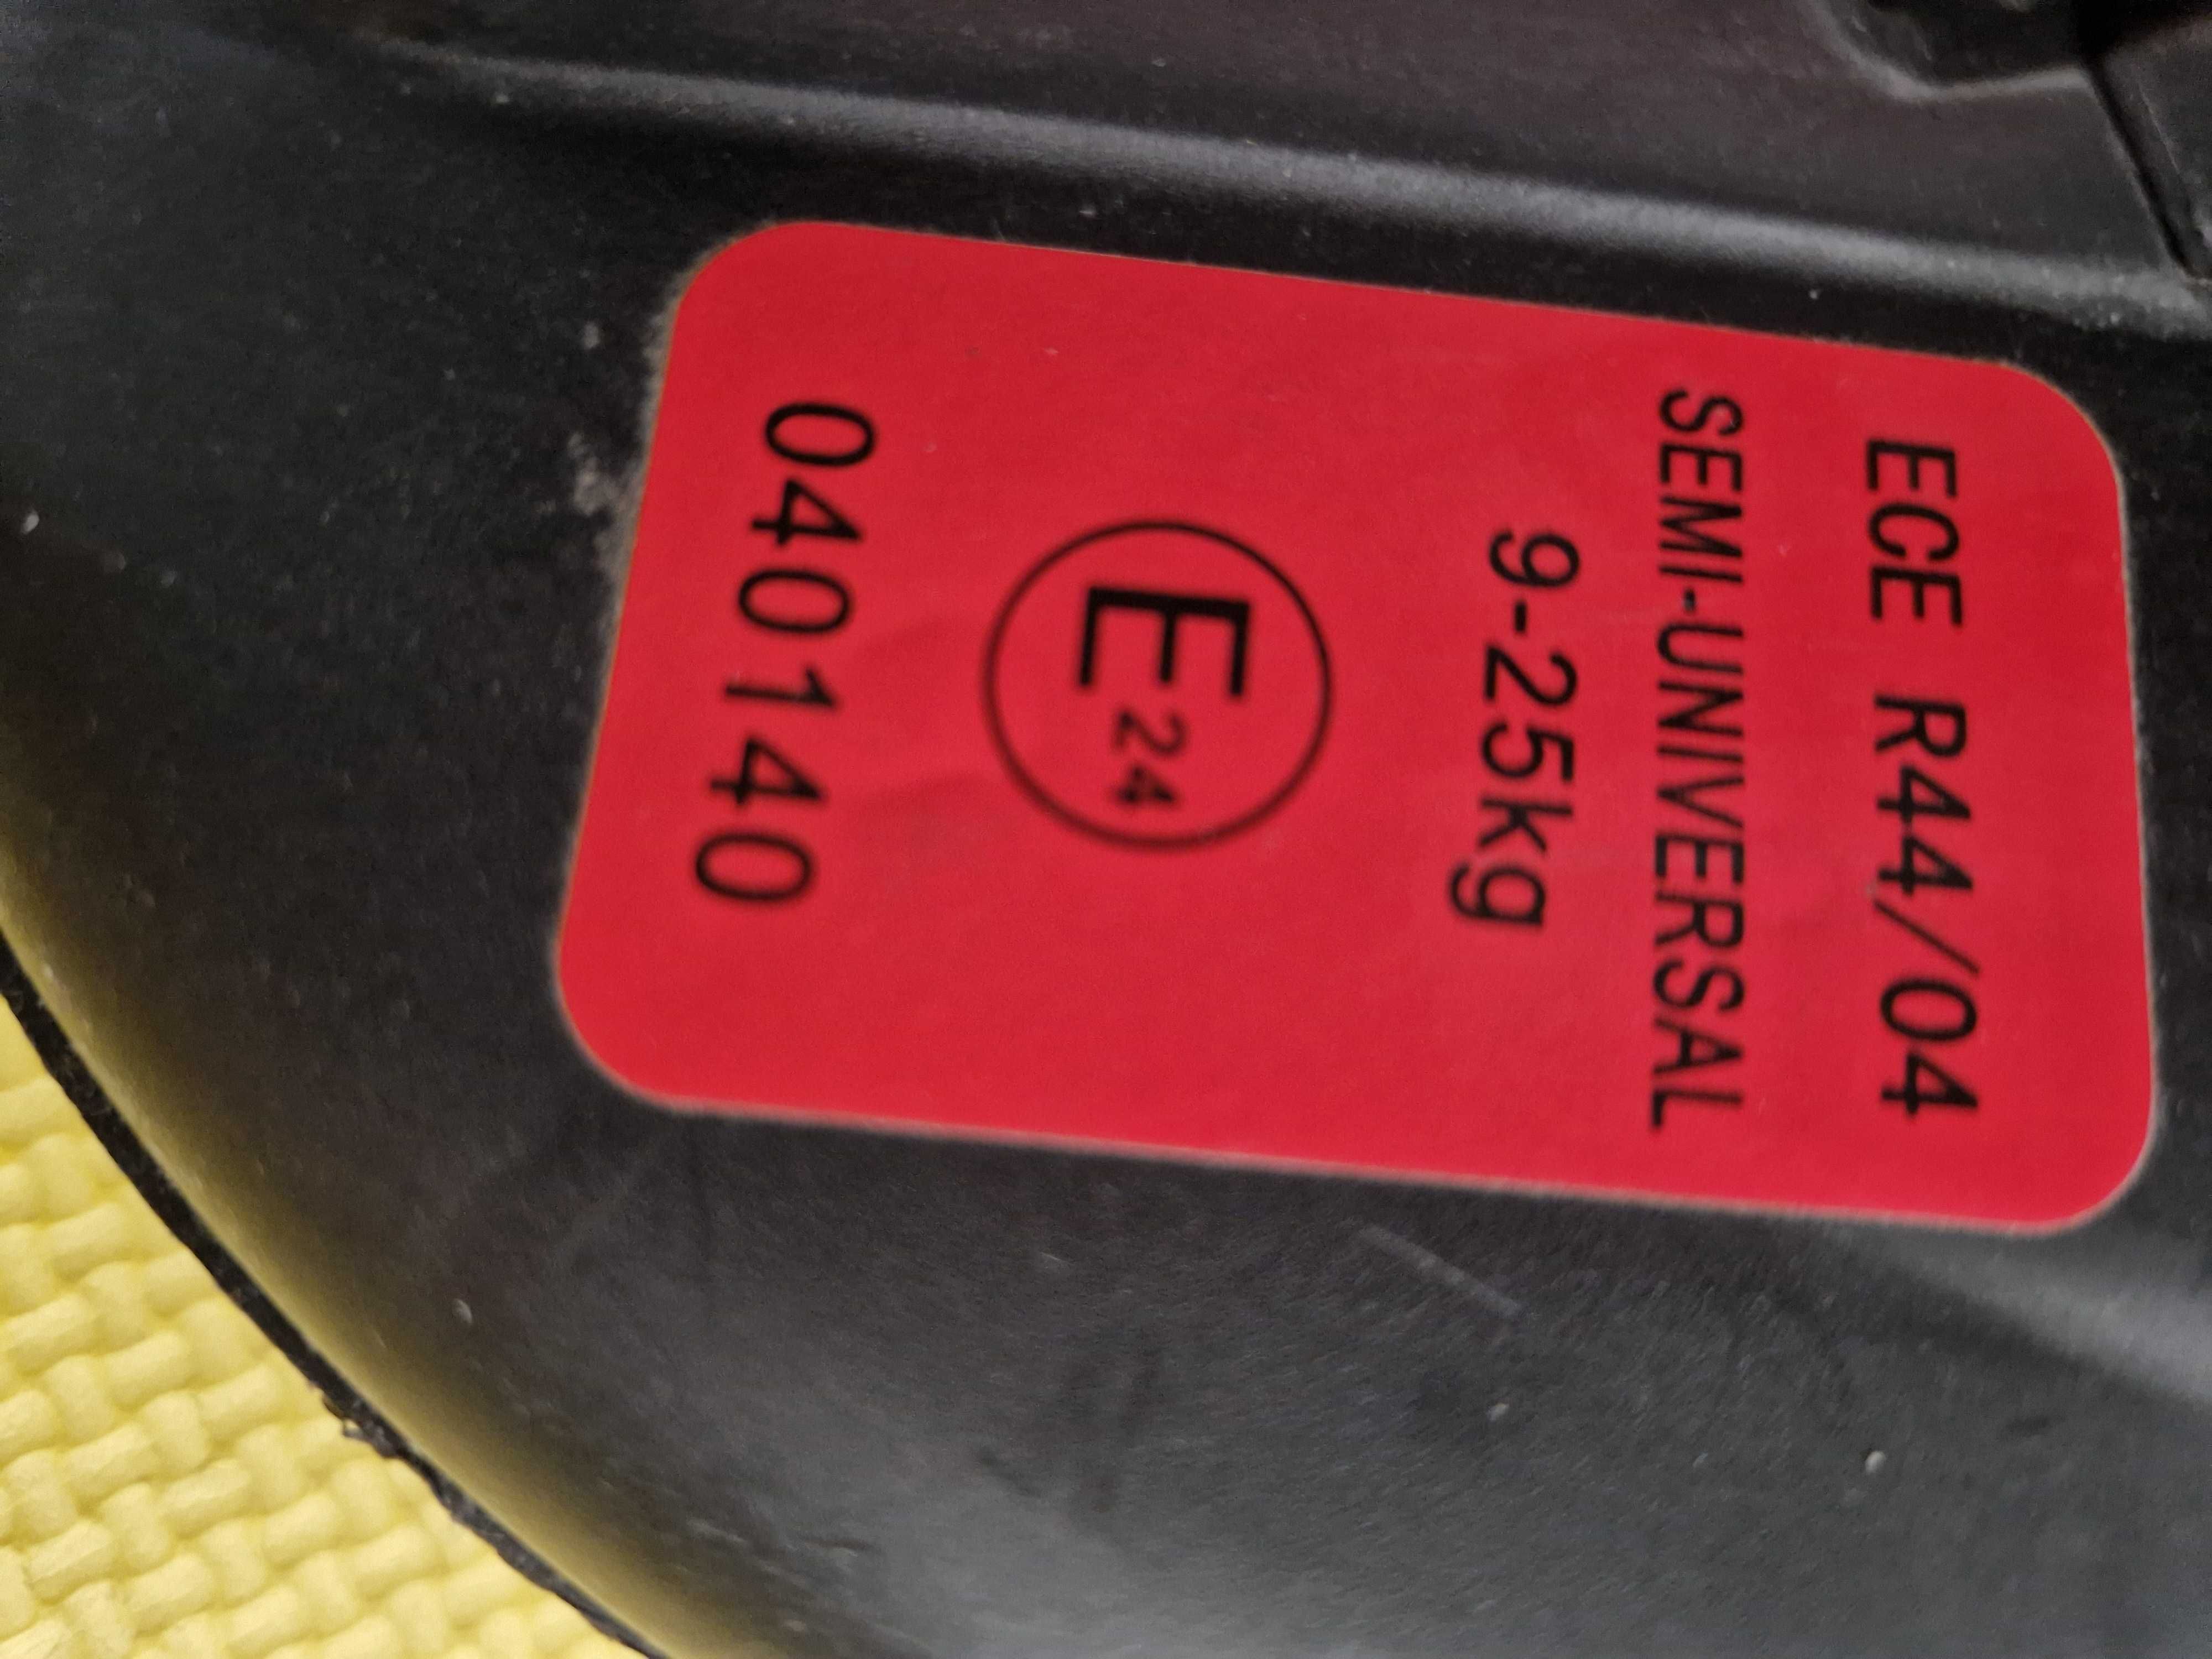 ECE R44/04
SEMI-UNIVERSAL
9-25kg
E 24
040140